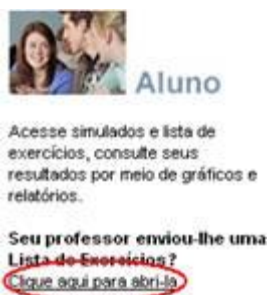 Aluno
Acesse simulados e lista de
exercícios, consulte seus
resultados por meio de gráficos e
relatórios.
Seu professor enviou-lhe uma
Lista de Exercícios?
Clique aqui para abri-la